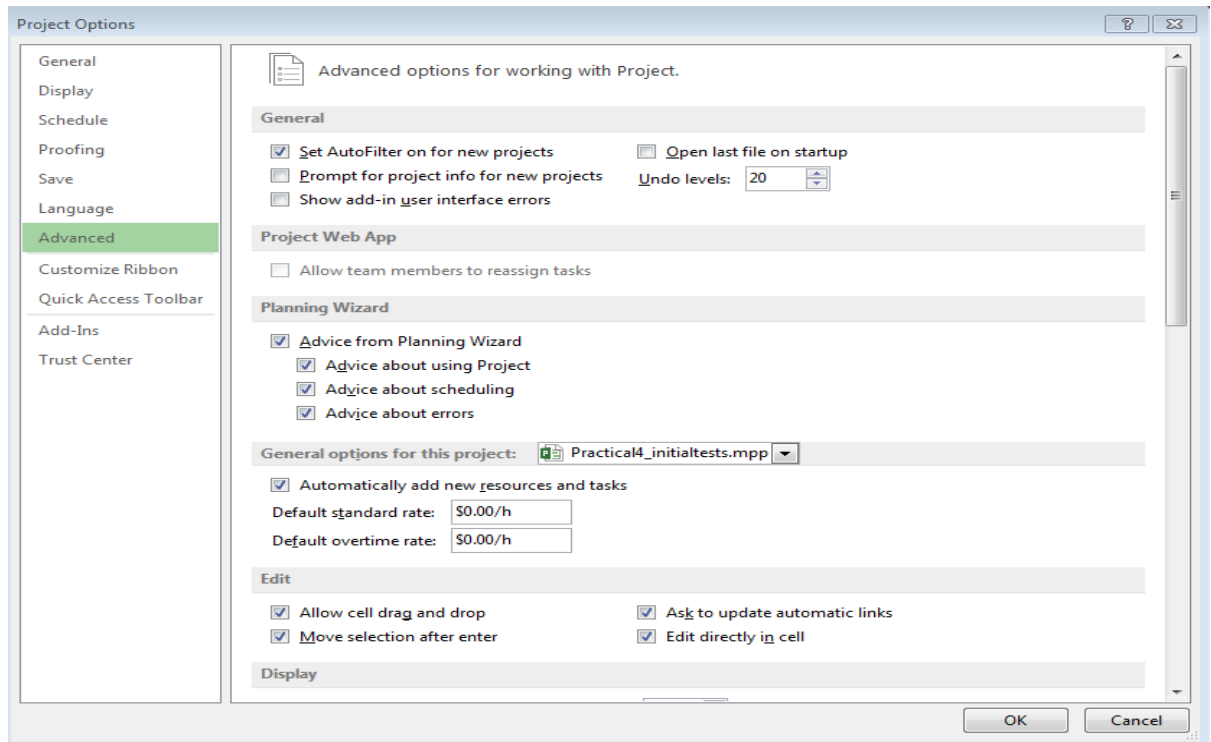 Project Options
General
Display
Schedule
Proofing
Save
Language
Advanced
Customize Ribbon
Quick Access Toolbar
Add-Ins
Trust Center
Advanced options for working with Project.
General
Set AutoFilter on for new projects
Open last file on startup
Prompt for project info for new projects
Undo levels: 20
Show add-in user interface errors
Project Web App
Allow team members to reassign tasks
Planning Wizard
Advice from Planning Wizard
Advice about using Project
Advice about scheduling
Advice about errors
General options for this project: Practical4_initialtests.mpp
Automatically add new resources and tasks
Default standard rate: $0.00/h
Default overtime rate: $0.00/h
Edit
Allow cell drag and drop
Ask to update automatic links
Move selection after enter
Edit directly in cell
Display
OK
Cancel